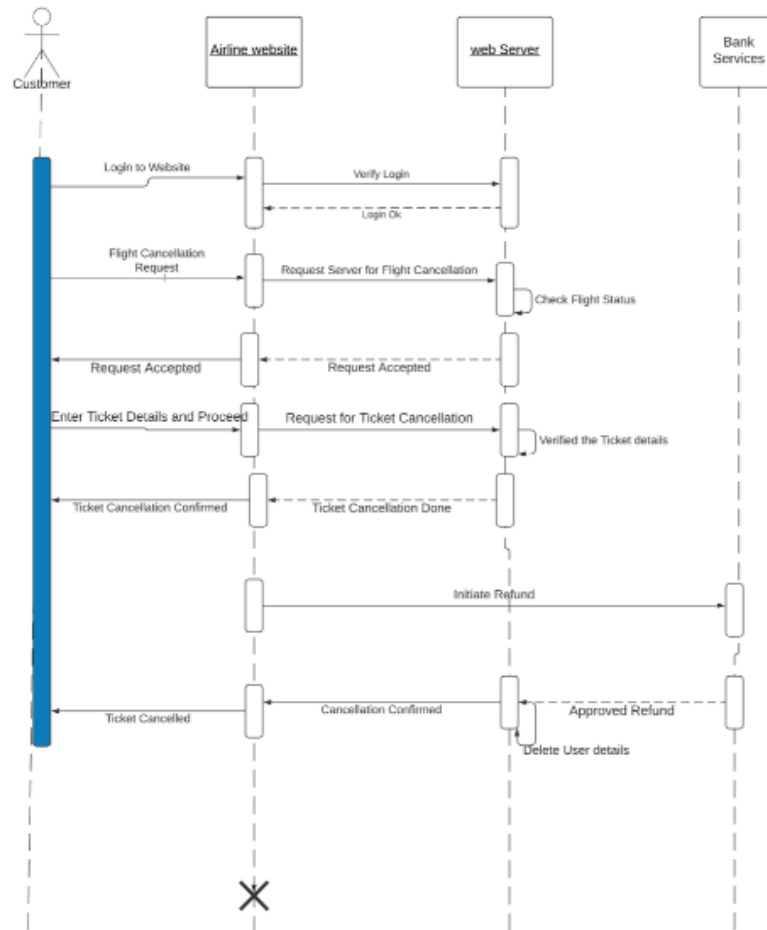 Customer
Airline website
web Server
Bank
Services
Login to Website
Verify Login
Login Ok
Flight Cancellation
Request
Request Server for Flight Cancellation
Check Flight Status
Request Accepted
Request Accepted
Enter Ticket Details and Proceed
Request for Ticket Cancellation
Verified the Ticket details
Ticket Cancellation Confirmed
Ticket Cancellation Done
Initiate Refund
Ticket Cancelled
Cancellation Confirmed
Approved Refund
Delete User details